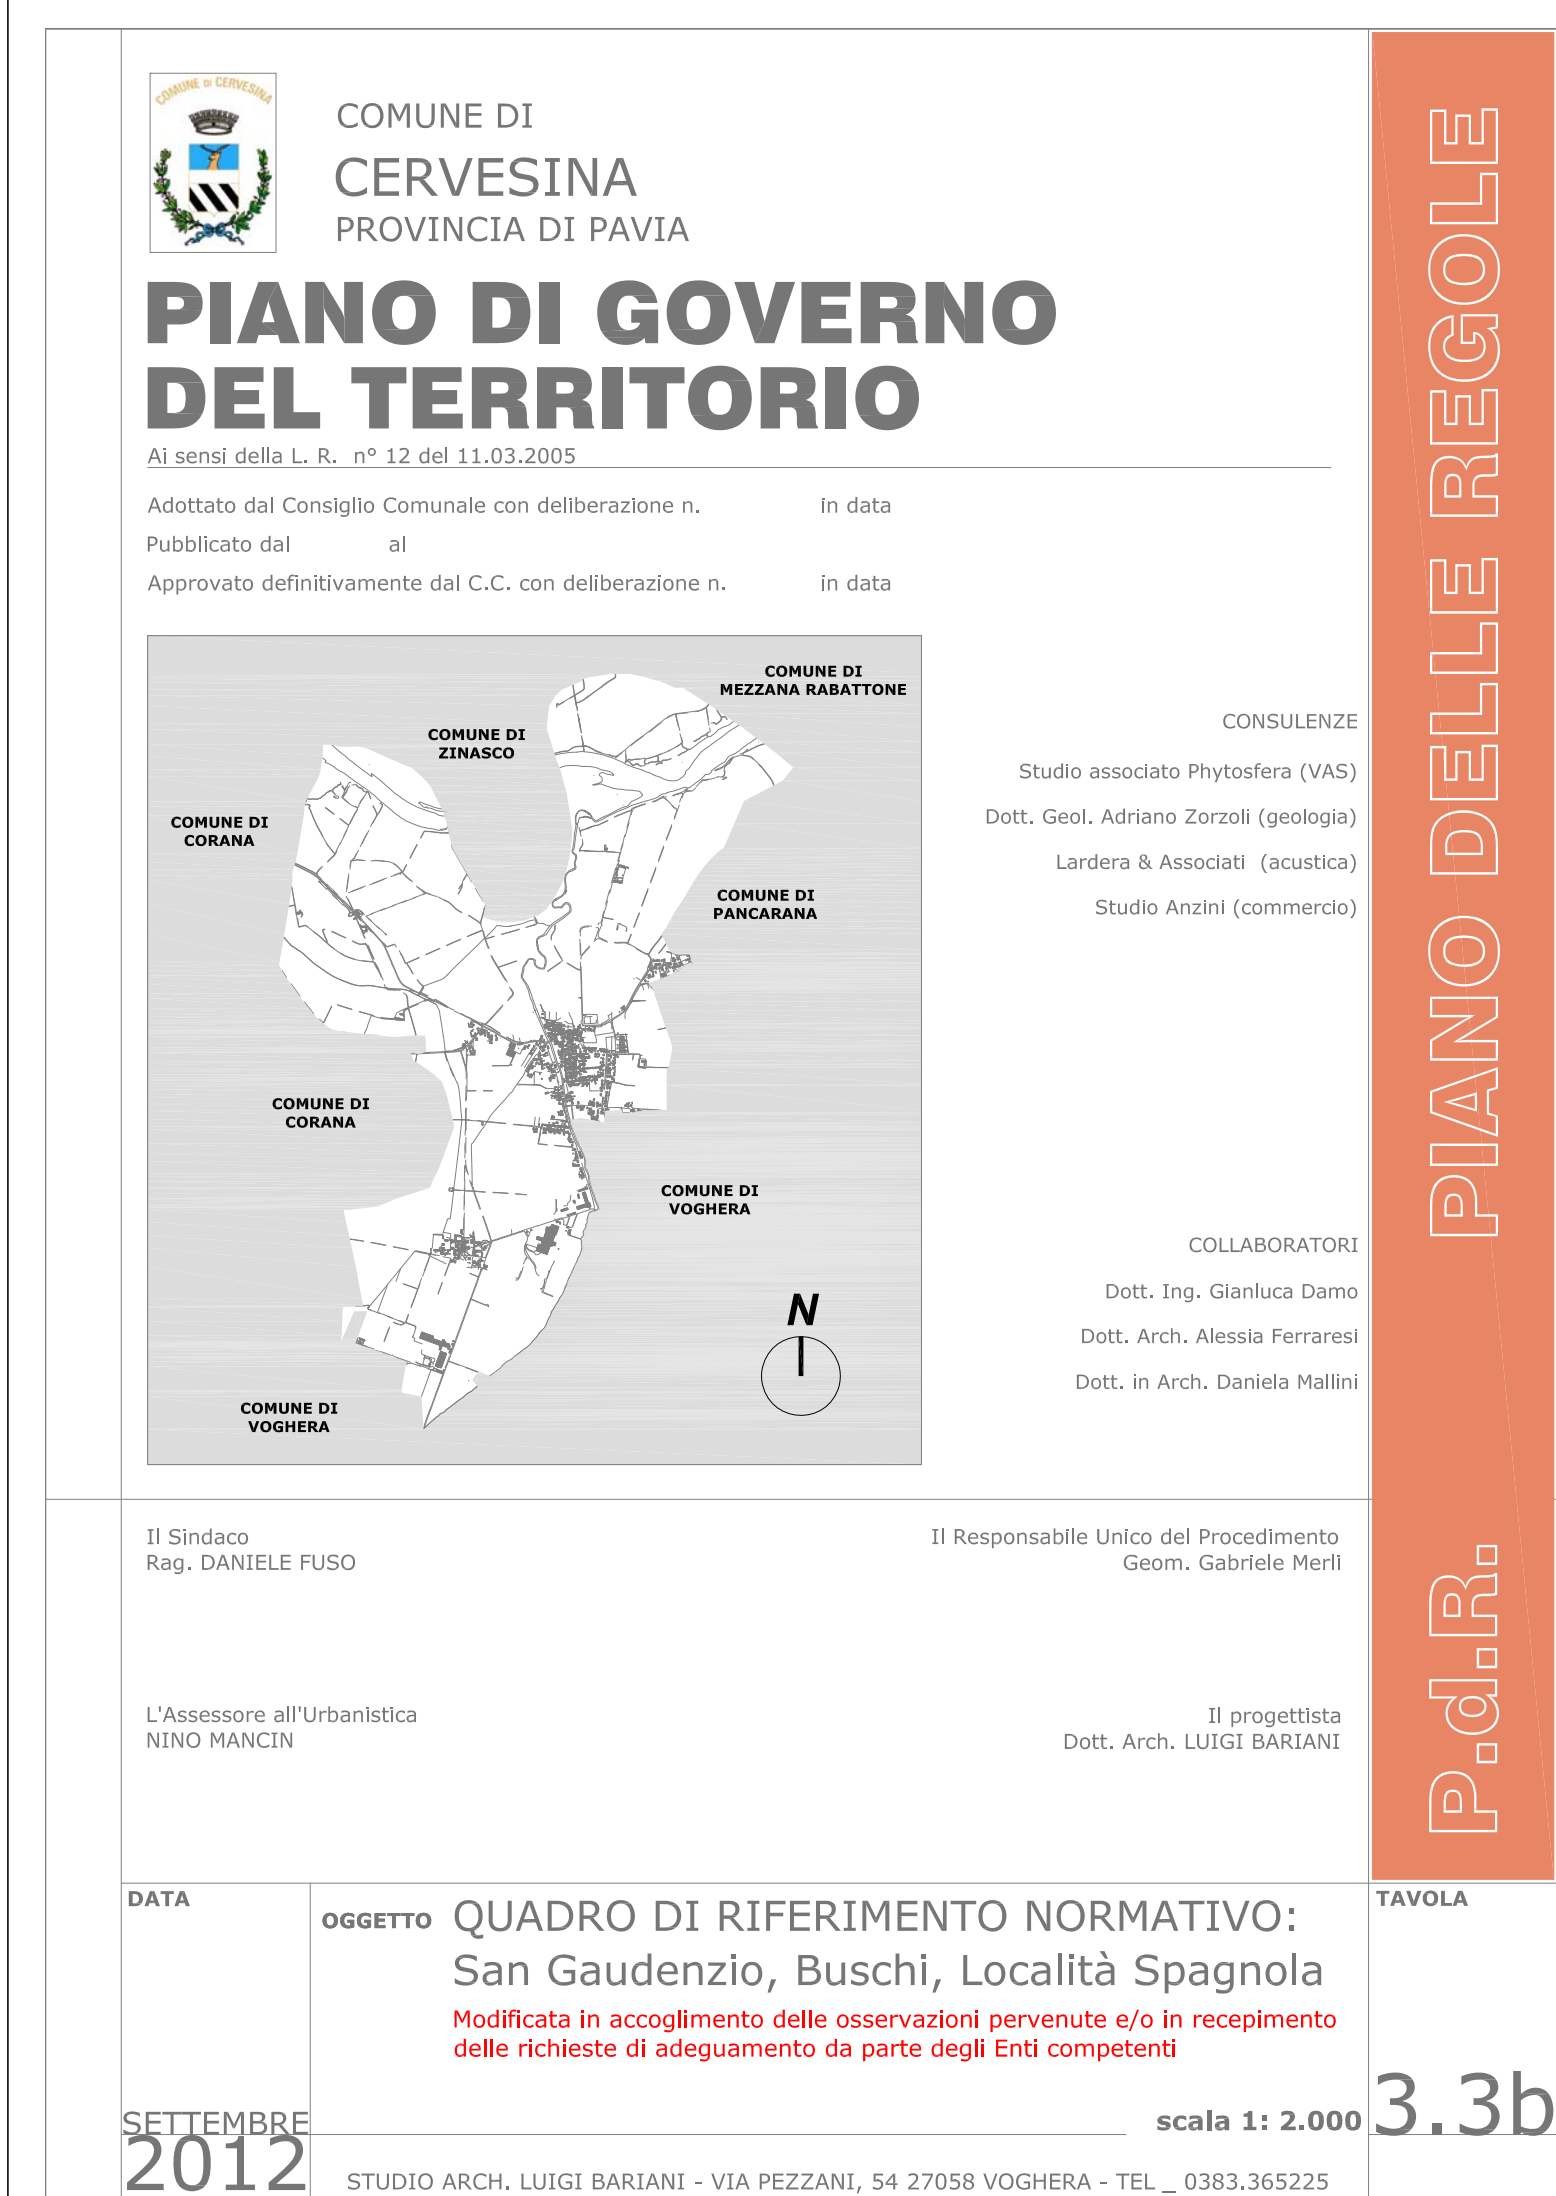 COMUNE DI CERVESINA
COMUNE DI
CERVESINA
PROVINCIA DI PAVIA
PIANO DI GOVERNO
DEL TERRITORIO
Ai sensi della L. R. n° 12 del 11.03.2005
Adottato dal Consiglio Comunale con deliberazione n. in data
Pubblicato dal al
Approvato definitivamente dal C.C. con deliberazione n. in data
COMUNE DI
MEZZANA RABATTONE
COMUNE DI
ZINASCO
COMUNE DI
CORANA
COMUNE DI
PANCARANA
COMUNE DI
CORANA
COMUNE DI
VOGHERA
N
COMUNE DI
VOGHERA
CONSULENZE
Studio associato Phytosfera (VAS)
Dott. Geol. Adriano Zorzoli (geologia)
Lardera & Associati (acustica)
Studio Anzini (commercio)
COLLABORATORI
Dott. Ing. Gianluca Damo
Dott. Arch. Alessia Ferraresi
Dott. in Arch. Daniela Mallini
P.d.R. PIANO DELLE REGOLE
Il Sindaco
Rag. DANIELE FUSO
Il Responsabile Unico del Procedimento
Geom. Gabriele Merli
L'Assessore all'Urbanistica
NINO MANCIN
Il progettista
Dott. Arch. LUIGI BARIANI
DATA
SETTEMBRE
2012
OGGETTO QUADRO DI RIFERIMENTO NORMATIVO:
San Gaudenzio, Buschi, Località Spagnola
Modificata in accoglimento delle osservazioni pervenute e/o in recepimento
delle richieste di adeguamento da parte degli Enti competenti
scala 1: 2.000
TAVOLA
3.3b
STUDIO ARCH. LUIGI BARIANI - VIA PEZZANI, 54 27058 VOGHERA - TEL _ 0383.365225